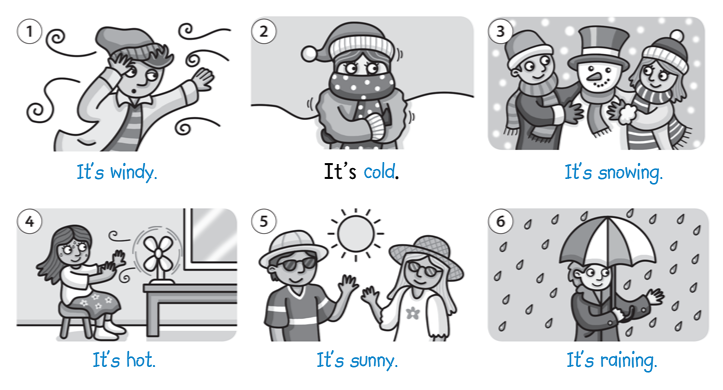 1
It's windy.
2
It's cold.
3
It's snowing.
4
It's hot.
5
It's sunny.
6
It's raining.